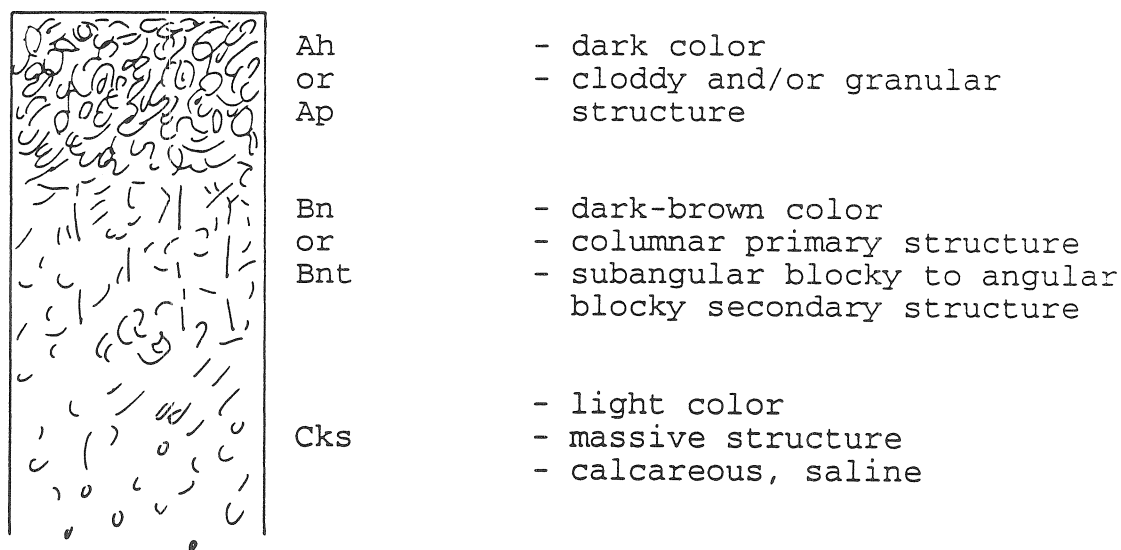 Ah - dark color
or - cloddy and/or granular
Ap structure
Bn - dark-brown color
or - columnar primary structure
Bnt - subangular blocky to angular
blocky secondary structure
- light color
Cks - massive structure
- calcareous, saline